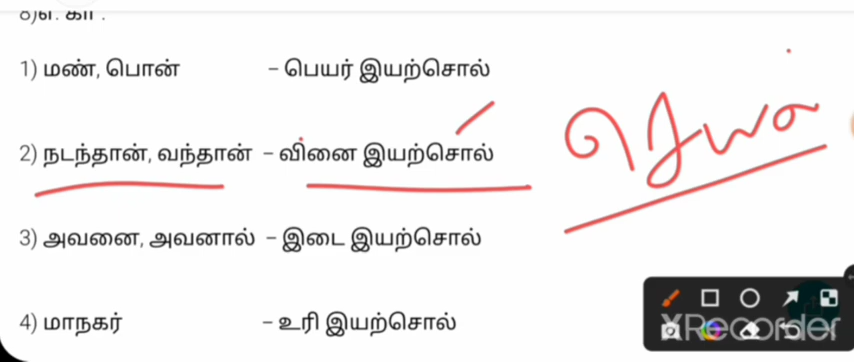 எ. கா :
1) மண், பொன் – பெயர் இயற்சொல்
2) நடந்தான், வந்தான் – வினை இயற்சொல்
செயல்
3) அவனை, அவனால் – இடை இயற்சொல்
4) மாநகர் – உரி இயற்சொல்
XRecorder